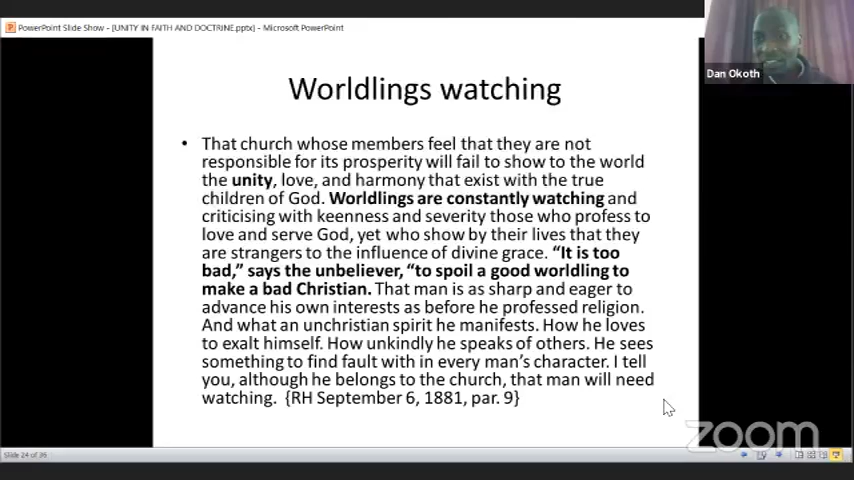 PowerPoint Slide Show - [UNITY IN FAITH AND DOCTRINE.pptx] - Microsoft PowerPoint
Dan Okoth
Worldlings watching
• That church whose members feel that they are not
responsible for its prosperity will fail to show to the world
the unity, love, and harmony that exist with the true
children of God. Worldlings are constantly watching and
criticising with keenness and severity those who profess to
love and serve God, yet who show by their lives that they
are strangers to the influence of divine grace. “It is too
bad,” says the unbeliever, “to spoil a good worldling to
make a bad Christian. That man is as sharp and eager to
advance his own interests as before he professed religion.
And what an unchristian spirit he manifests. How he loves
to exalt himself. How unkindly he speaks of others. He sees
something to find fault with in every man’s character. I tell
you, although he belongs to the church, that man will need
watching. {RH September 6, 1881, par. 9}
zoom
Slide 24 of 36